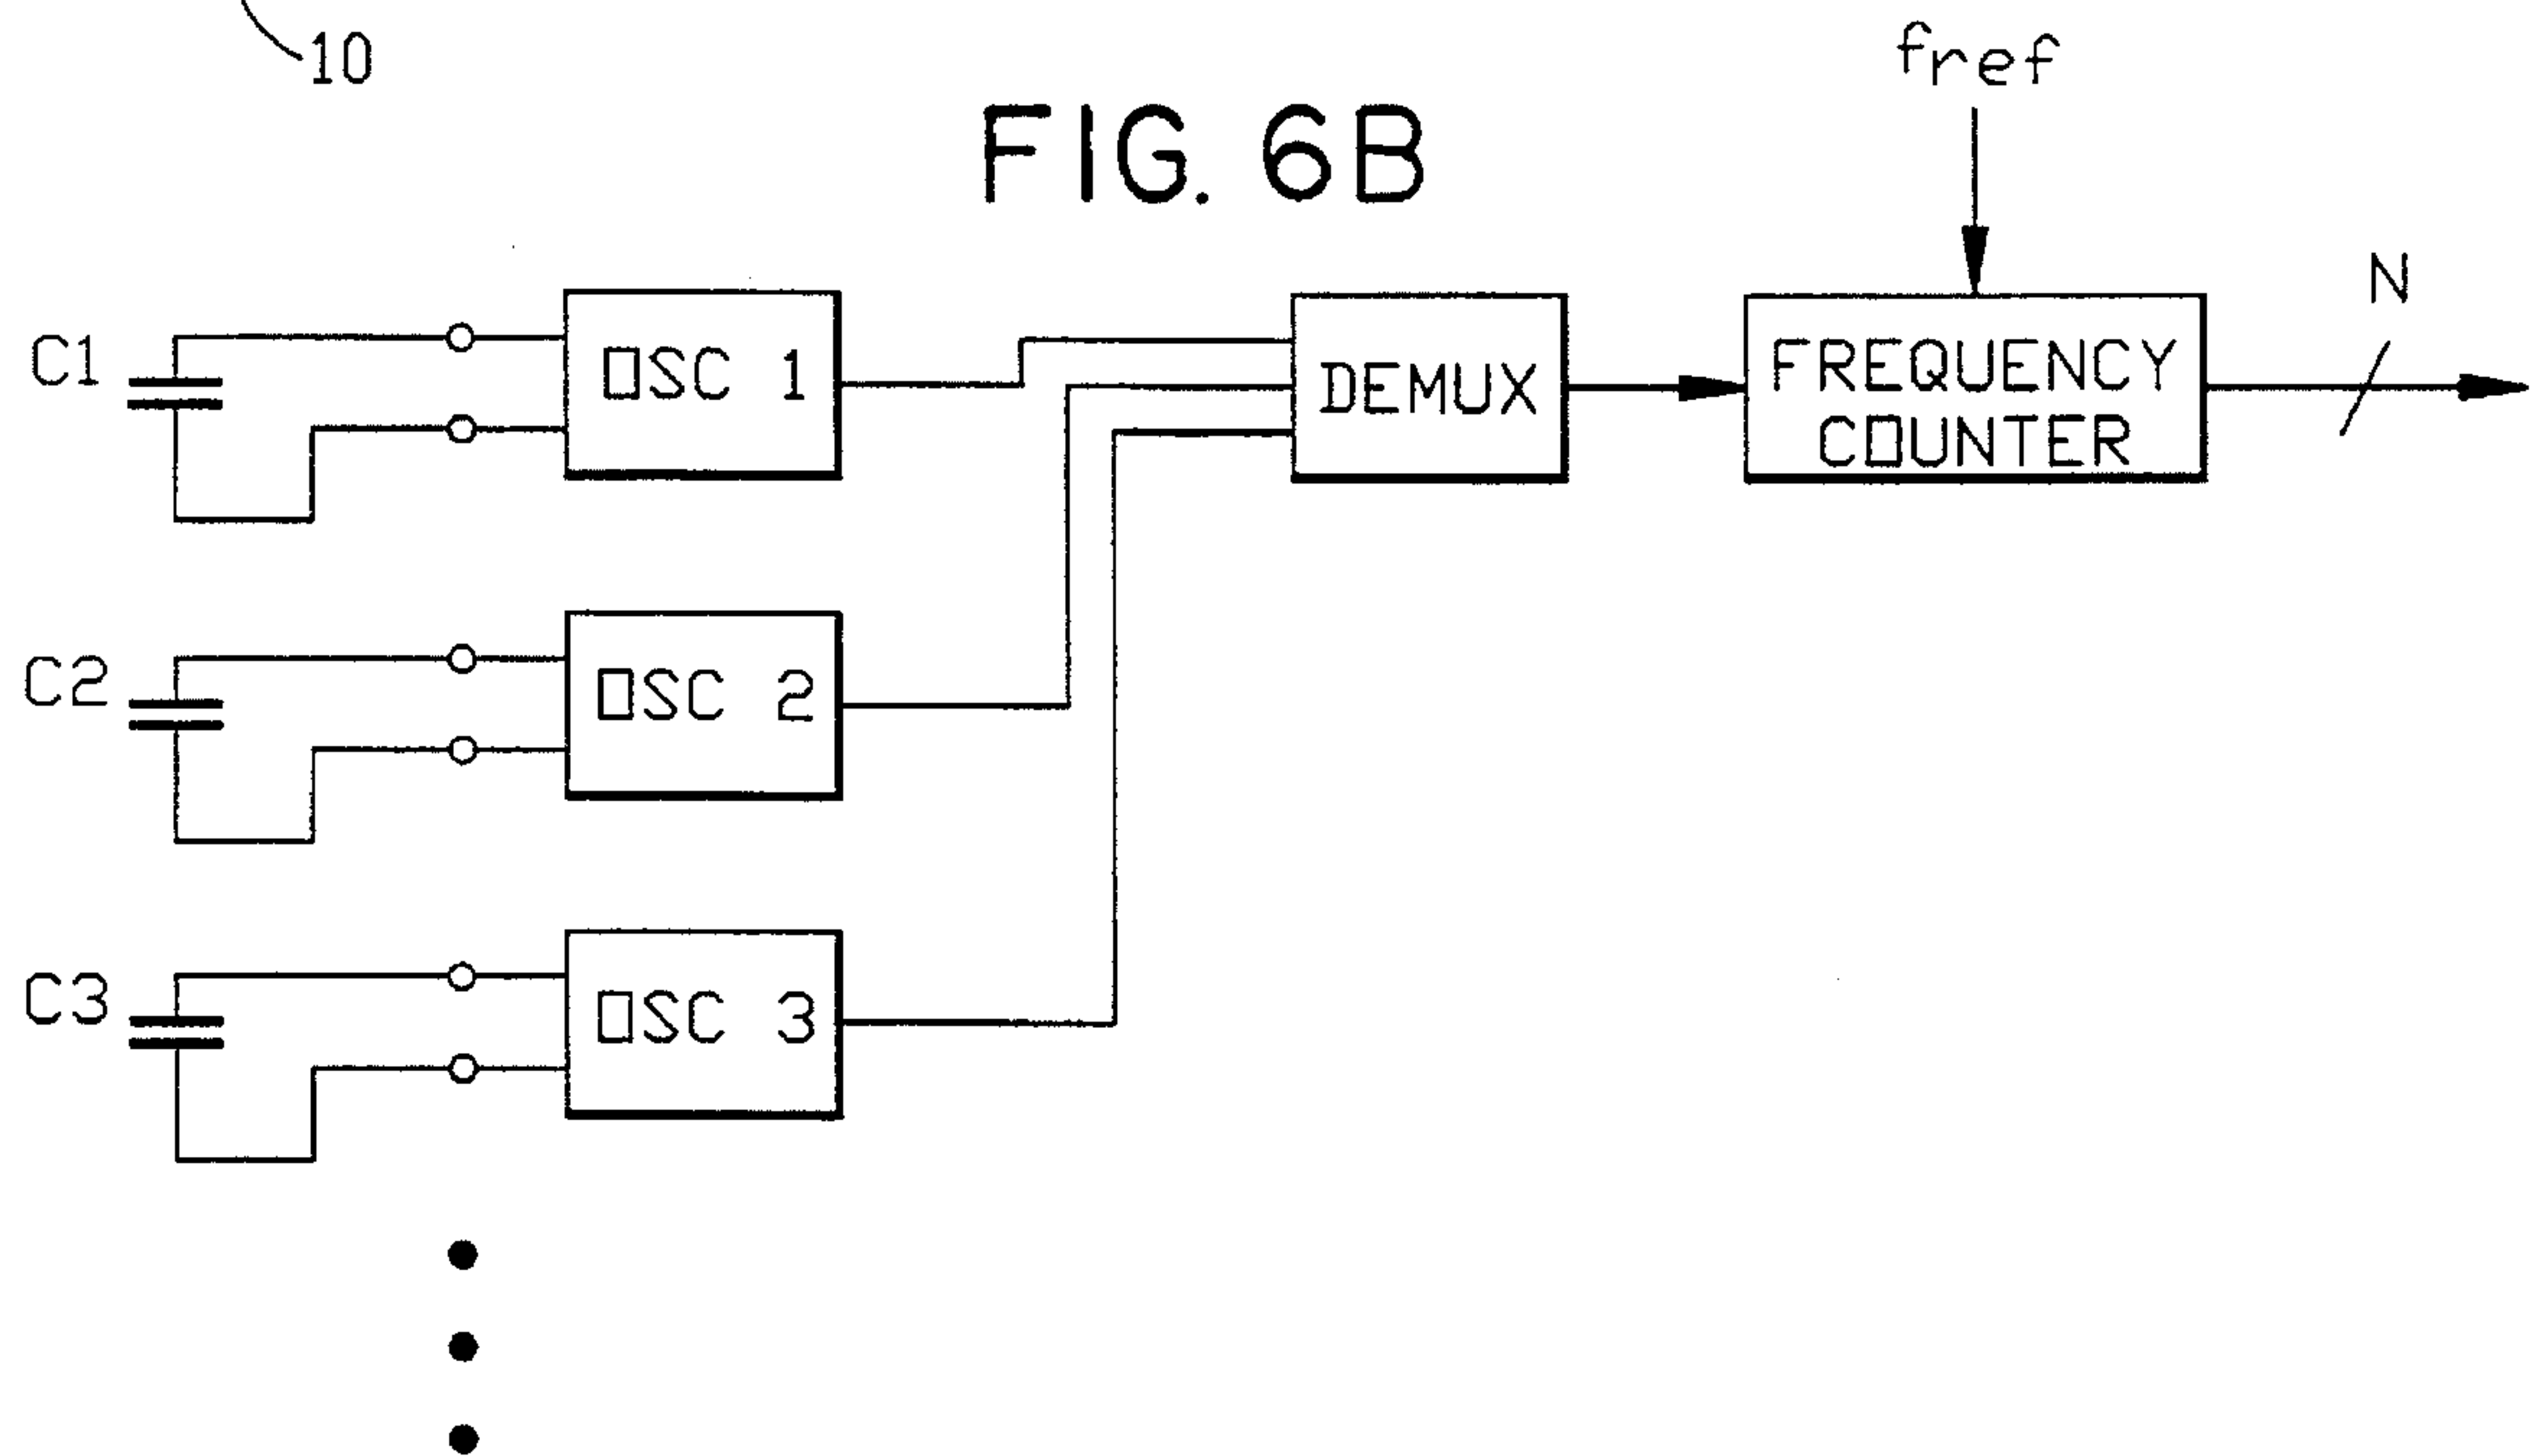 10
fref
FIG. 6B
C1
OSC 1
DEMUX
FREQUENCY
COUNTER
N
C2
OSC 2
C3
OSC 3